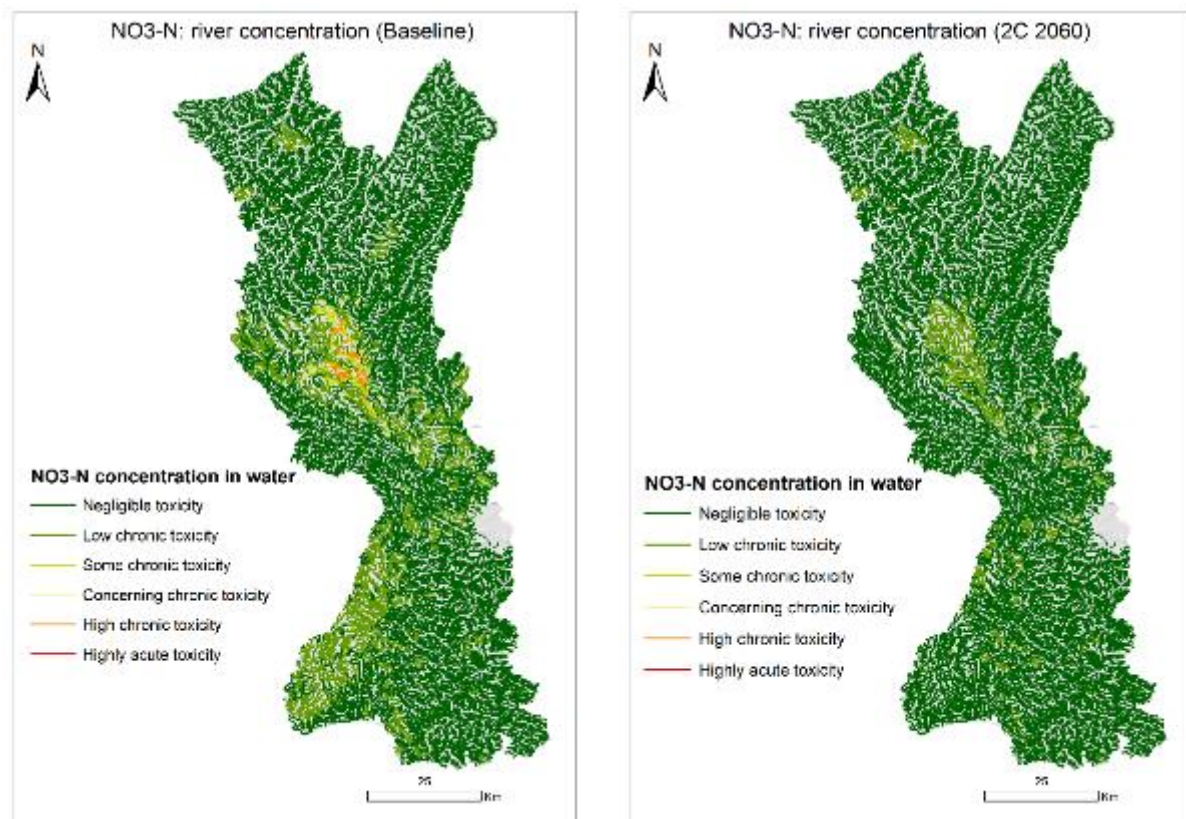 NO3-N: river concentration (Baseline)
N
NO3-N concentration in water
Negligible toxicity
Low chronic toxicity
Some chronic toxicity
Concerning chronic toxicity
High chronic toxicity
Highly acute toxicity
25
Km
NO3-N: river concentration (2C 2060)
N
NO3-N concentration in water
Negligible toxicity
Low chronic toxicity
Some chronic toxicity
Concerning chronic toxicity
High chronic toxicity
Highly acute toxicity
25
Km